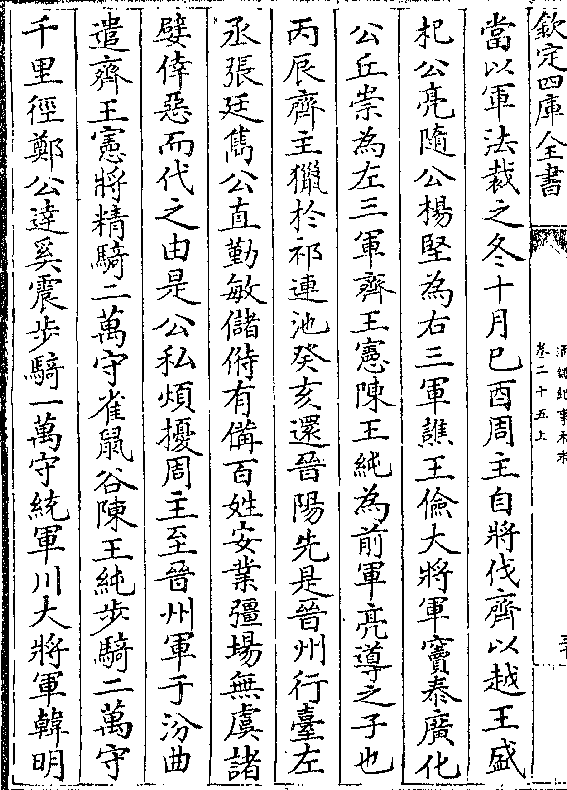 欽定四庫全書
通鑑紀事本末
卷二十五上
當以軍法裁之冬十月己酉周主自將伐齊以越王盛
杞公亮隨公楊堅為右三軍譙王儉大將軍竇泰廣化
公丘崇為左三軍齊王憲陳王純為前軍亮導之子也
丙辰齊主獵於祁連池癸亥還晉陽先是晉州行臺左
丞張廷雋公直勤敏儲偫有備百姓安業疆埸無虞諸
嬖倖惡而代之由是公私煩擾周主至晉州軍于汾曲
遣齊王憲將精騎二萬守雀鼠谷陳王純步騎二萬守
千里徑鄭公達奚震步騎一萬守統軍川大將軍韓明